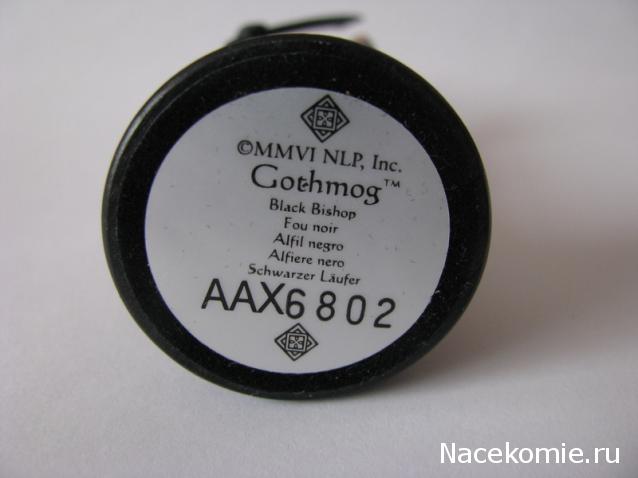 ©MMVI NLP, Inc.
Gothmog™
Black Bishop
Fou noir
Alfil negro
Alfiere nero
Schwarzer Läufer
AAX6802
Nacekomie.ru